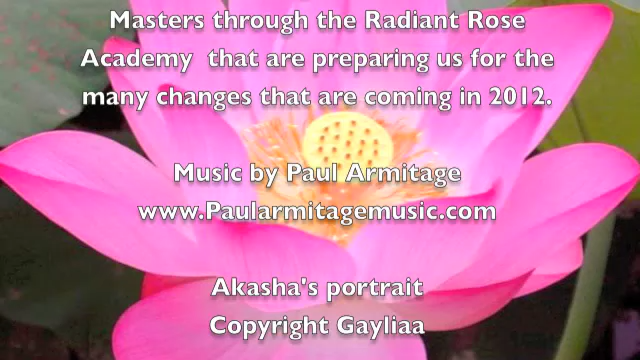 Masters through the Radiant Rose
Academy  that are preparing us for the
many changes that are coming in 2012.
Music by Paul Armitage
www.Paularmitagemusic.com
Akasha's portrait
Copyright Gayliaa